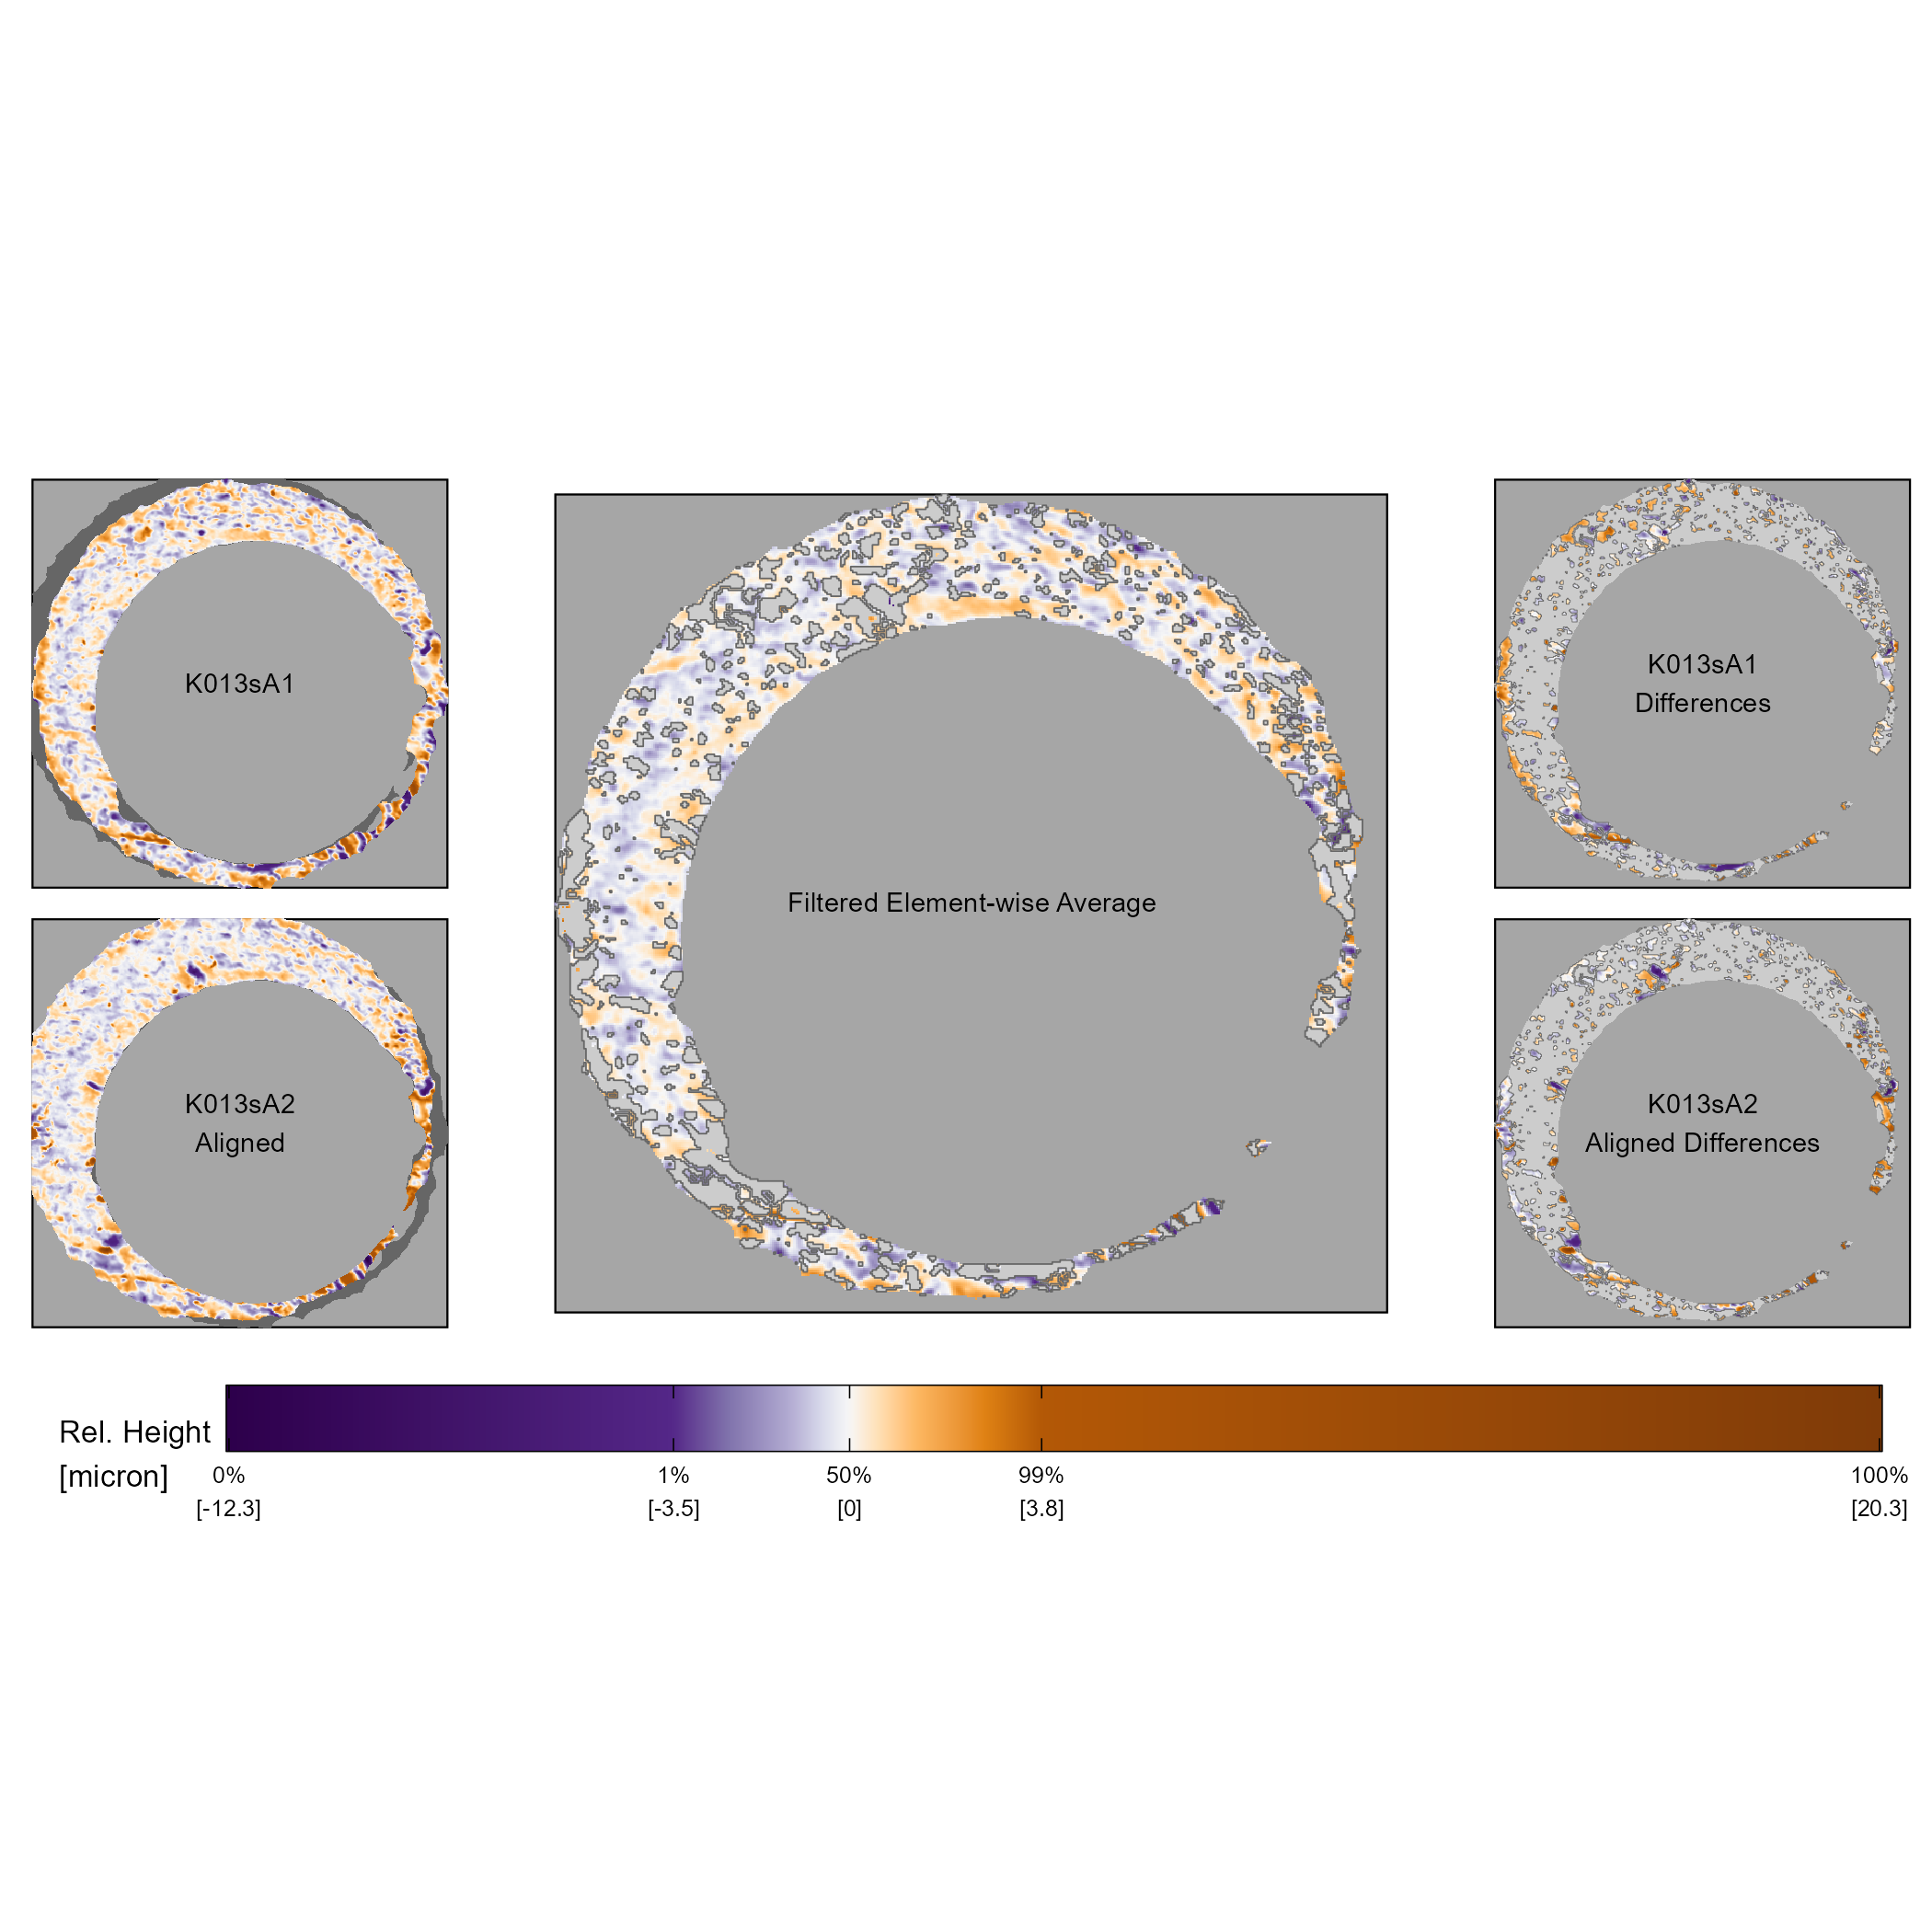 K013sA1
K013sA2
Aligned
Filtered Element-wise Average
K013sA1
Differences
K013sA2
Aligned Differences
Rel. Height
[micron]
0% 1% 50% 99% 100%
[-12.3] [-3.5] [0] [3.8] [20.3]